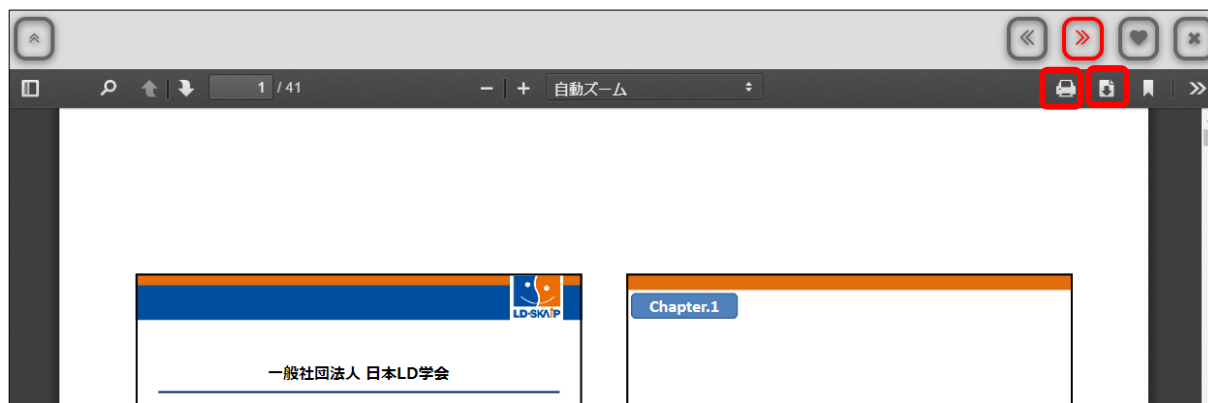 1 / 41
自動ズーム
LD-SKAIP
Chapter.1
一般社団法人 日本LD学会